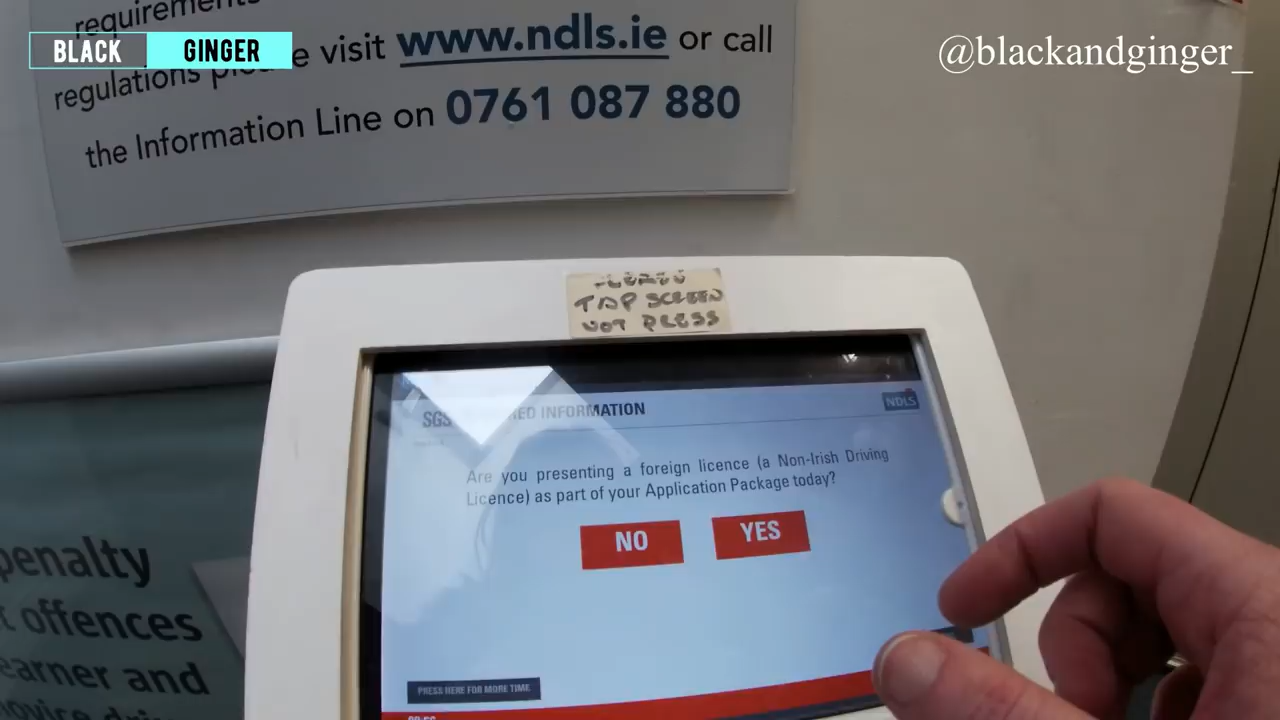 BLACK GINGER
@blackandginger_
requirements
regulations please visit www.ndls.ie or call
the Information Line on 0761 087 880
TAP SCREEN
NOT PRESS
SGS INFORMATION
NDLS
Are you presenting a foreign licence (a Non-Irish Driving
Licence) as part of your Application Package today?
NO YES
PRESS HERE FOR MORE TIME
penalty
offences
earner and